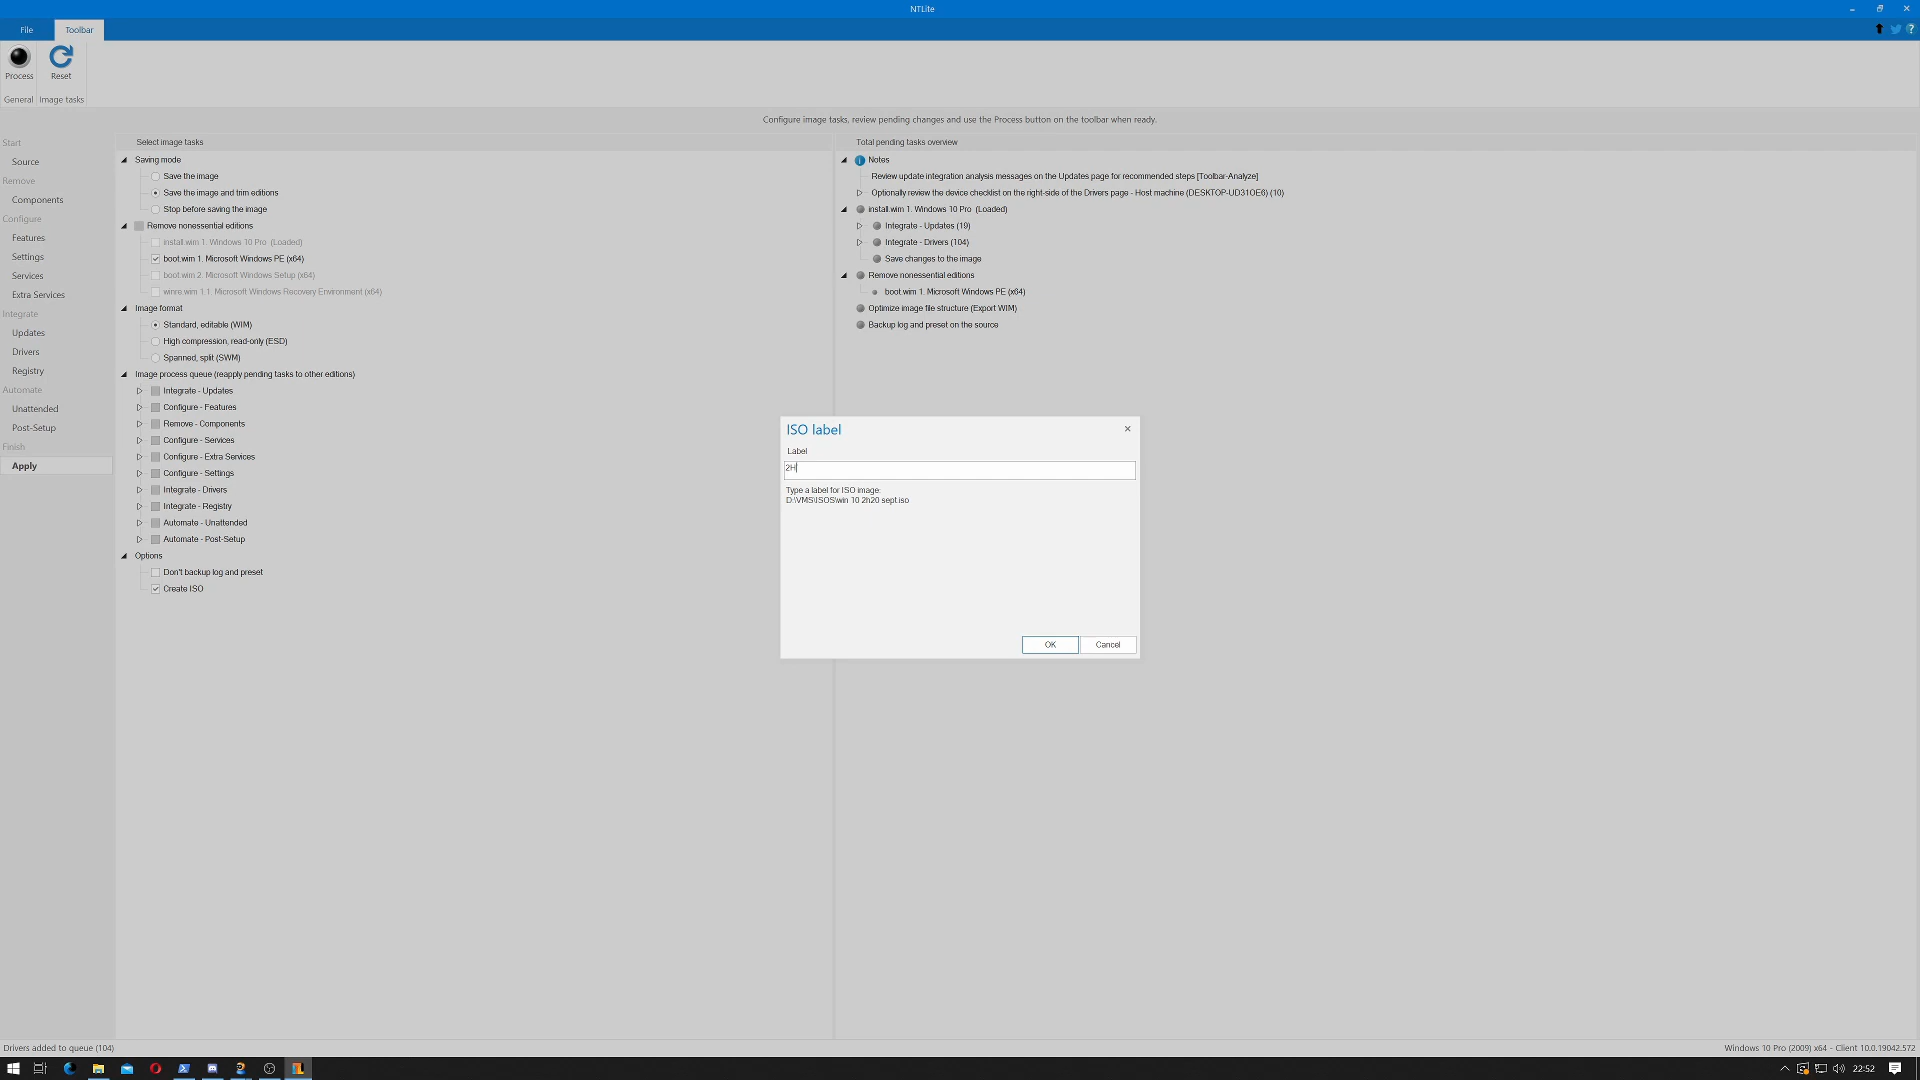 NTLite
File
Toolbar
Process
Reset
General
Image tasks
Configure image tasks, review pending changes and use the Process button on the toolbar when ready.
Start
Source
Remove
Components
Configure
Features
Settings
Services
Extra Services
Integrate
Updates
Drivers
Registry
Automate
Unattended
Post-Setup
Finish
Apply
Select image tasks
Saving mode
Save the image
Save the image and trim editions
Stop before saving the image
Remove nonessential editions
install.wim 1. Windows 10 Pro (Loaded)
boot.wim 1. Microsoft Windows PE (x64)
boot.wim 2. Microsoft Windows Setup (x64)
winre.wim 1.1. Microsoft Windows Recovery Environment (x64)
Image format
Standard, editable (WIM)
High compression, read-only (ESD)
Spanned, split (SWM)
Image process queue (reapply pending tasks to other editions)
Integrate - Updates
Configure - Features
Remove - Components
Configure - Services
Configure - Extra Services
Configure - Settings
Integrate - Drivers
Integrate - Registry
Automate - Unattended
Automate - Post-Setup
Options
Don't backup log and preset
Create ISO
Total pending tasks overview
Notes
Review update integration analysis messages on the Updates page for recommended steps [Toolbar-Analyze]
Optionally review the device checklist on the right-side of the Drivers page - Host machine (DESKTOP-UD31OE6) (10)
install.wim 1. Windows 10 Pro (Loaded)
Integrate - Updates (19)
Integrate - Drivers (104)
Save changes to the image
Remove nonessential editions
boot.wim 1. Microsoft Windows PE (x64)
Optimize image file structure (Export WIM)
Backup log and preset on the source
ISO label
Label
2H
Type a label for ISO image:
D:\VMS\ISOS\win 10 2h20 sept.iso
OK
Cancel
Drivers added to queue (104)
Windows 10 Pro (2009) x64 - Client 10.0.19042.572
22:52